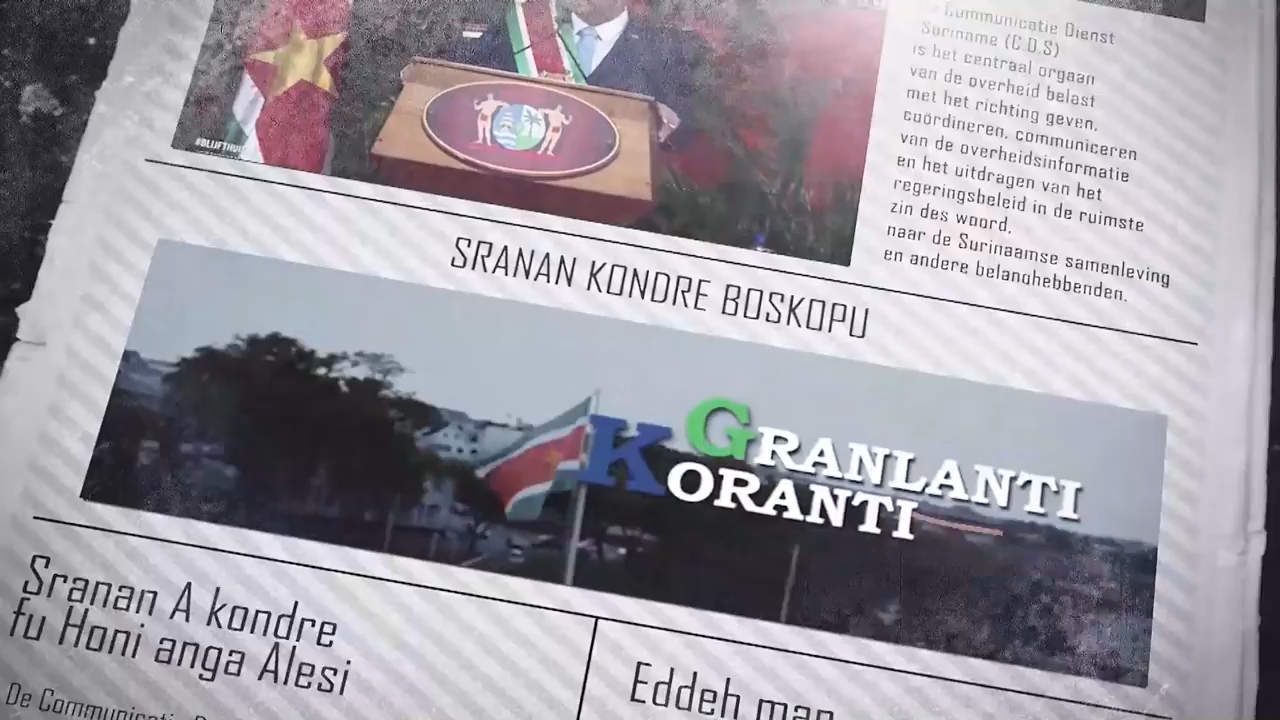 Communicatie Dienst
Suriname (C.D.S)
is het centraal orgaan
van de overheid belast
met het richting geven,
coördineren, communiceren
van de overheidsinformatie
en het uitdragen van het
regeringsbeleid in de ruimste
zin des woord,
naar de Surinaamse samenleving
en andere belanghebbenden.
SRANAN KONDRE BOSKOPU
GRANLANTI
KORANTI
Sranan A kondre
fu Honi anga Alesi
De
Eddeh man